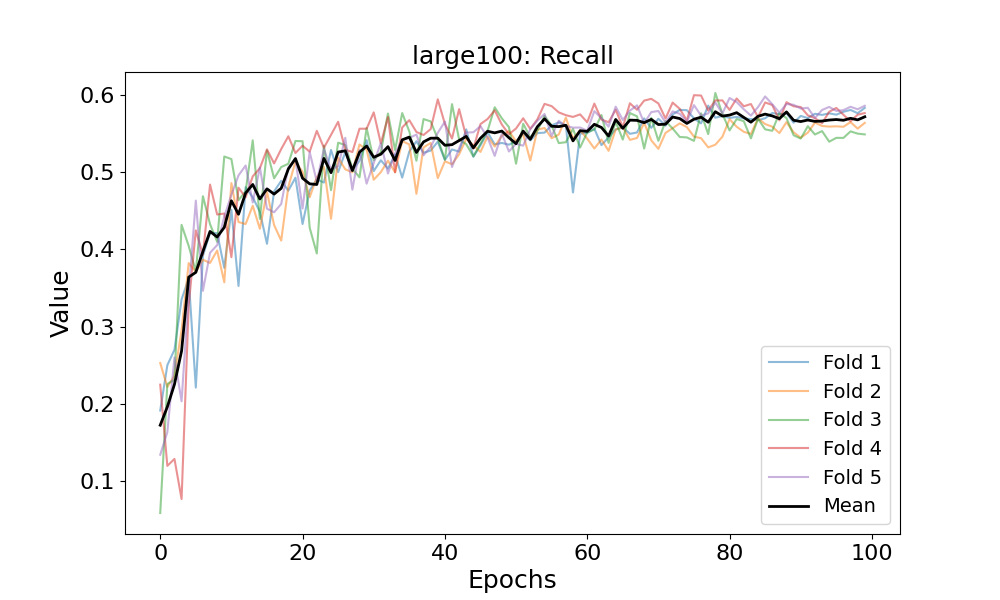 large100: Recall
Value
0.6
0.5
0.4
0.3
0.2
0.1
0 20 40 60 80 100
Epochs
Fold 1
Fold 2
Fold 3
Fold 4
Fold 5
Mean